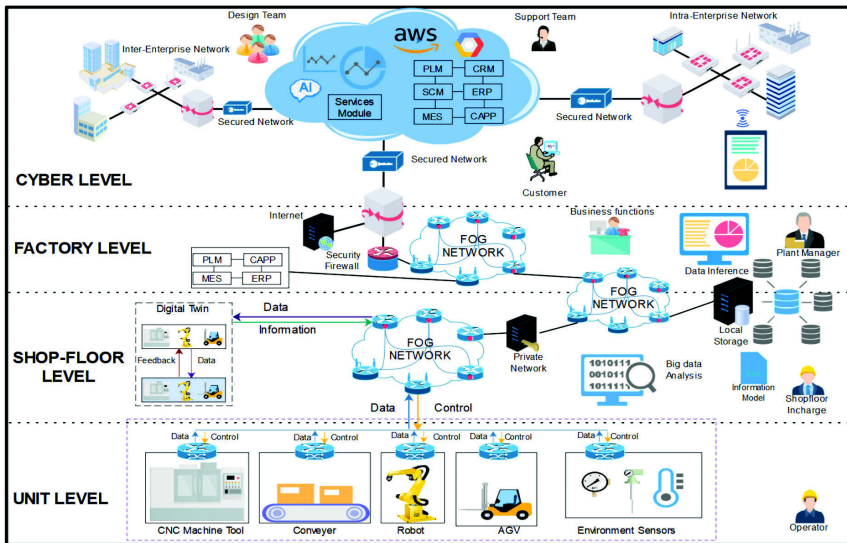 Design Team
Support Team
Intra-Enterprise Network
Inter-Enterprise Network
aws
PLM
CRM
SCM
ERP
MES
CAPP
AI
Services
Module
Secured Network
Secured Network
Secured Network
Customer
CYBER LEVEL
Internet
Business functions
FACTORY LEVEL
Security
Firewall
FOG
NETWORK
Data Inference
Plant Manager
PLM
CAPP
MES
ERP
FOG
NETWORK
Digital Twin
Data
Information
Feedback
Data
SHOP-FLOOR
LEVEL
FOG
NETWORK
Private
Network
Local
Storage
1010111
001011
101111
Big data
Analysis
Information
Model
Shopfloor
Incharge
Data
Control
Data
Control
Data
Control
Data
Control
Data
Control
Data
Control
UNIT LEVEL
CNC Machine Tool
Conveyer
Robot
AGV
Environment Sensors
Operator